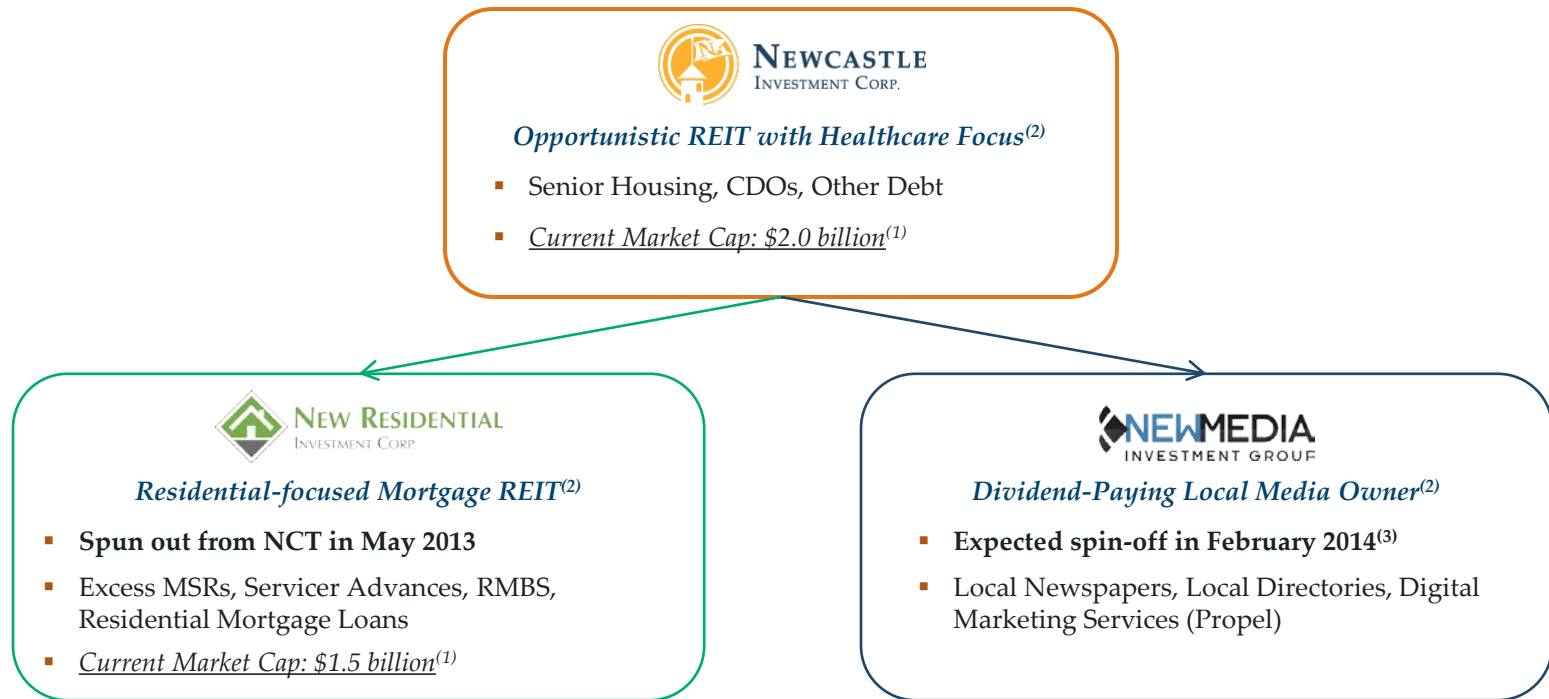 NEWCASTLE
INVESTMENT CORP.
Opportunistic REIT with Healthcare Focus(2)
▪ Senior Housing, CDOs, Other Debt
▪ Current Market Cap: $2.0 billion(1)
NEW RESIDENTIAL
INVESTMENT CORP.
Residential-focused Mortgage REIT(2)
▪ Spun out from NCT in May 2013
▪ Excess MSRs, Servicer Advances, RMBS,
Residential Mortgage Loans
▪ Current Market Cap: $1.5 billion(1)
NEWMEDIA
INVESTMENT GROUP
Dividend-Paying Local Media Owner(2)
▪ Expected spin-off in February 2014(3)
▪ Local Newspapers, Local Directories, Digital
Marketing Services (Propel)